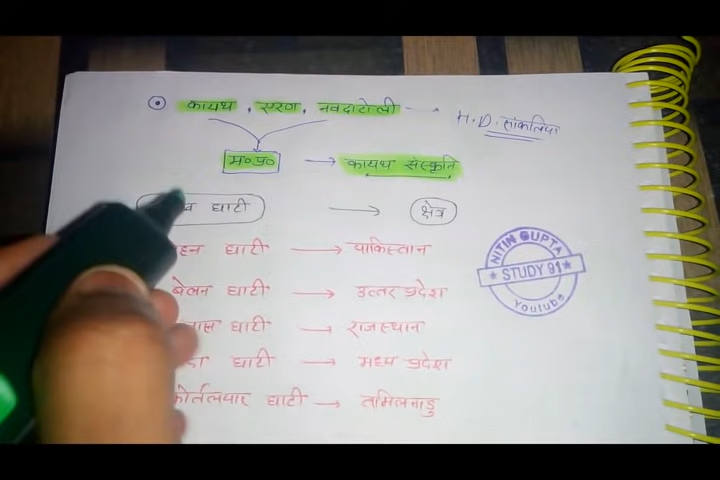 कायथ , एरण , नवदाटोली → H.D. सांकलिया
म०प्र० → कायथ संस्कृति
घाटी → क्षेत्र
घाटी → पाकिस्तान
बेलन घाटी → उत्तर प्रदेश
घाटी → राजस्थान
घाटी → मध्य प्रदेश
कोर्तलयार घाटी → तमिलनाडु
NITIN GUPTA
STUDY 91
Youtube